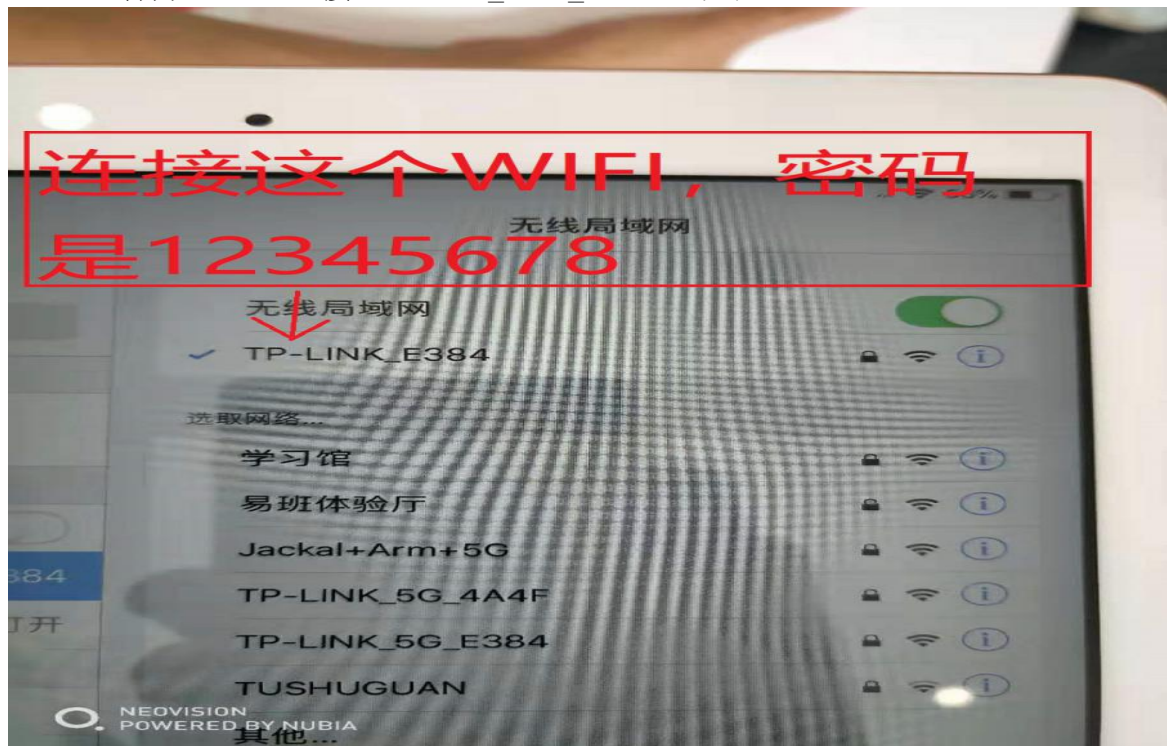 连接这个WIFI，密码
是12345678
无线局域网
无线局域网
TP-LINK_E384
选取网络...
学习馆
易班体验厅
Jackal+Arm+5G
384
TP-LINK_5G_4A4F
打开
TP-LINK_5G_E384
TUSHUGUAN
其他...
NEOVISION
POWERED BY NUBIA